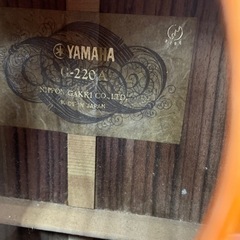 YAMAHA
G-220A
NIPPON GAKKI CO., LTD.
MADE IN JAPAN